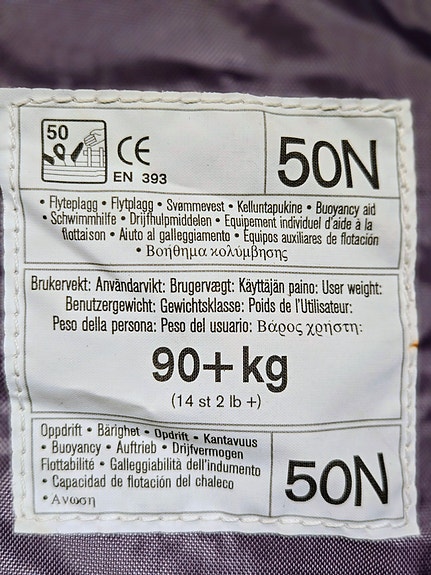 50
CE
EN 393
50N
• Flyteplagg • Flytplagg • Svømmevest • Kelluntapukine • Buoyancy aid
• Schwimmhilfe • Drijfhulpmiddelen • Equipement individuel d'aide à la
flottaison • Aiuto al galleggiamento • Equipos auxiliares de flotación
• Βοήθημα κολύμβησης
Brukervekt: Användarvikt: Brugervægt: Käyttäjän paino: User weight:
Benutzergewicht: Gewichtsklasse: Poids de l'Utilisateur:
Peso della persona: Peso del usuario: Βάρος χρήστη:
90+kg
(14 st 2 lb +)
Oppdrift • Bärighet • Opdrift • Kantavuus
• Buoyancy • Auftrieb • Drijfvermogen
Flottabilité • Galleggiabilità dell'indumento
• Capacidad de flotación del chaleco
• Ανωση
50N